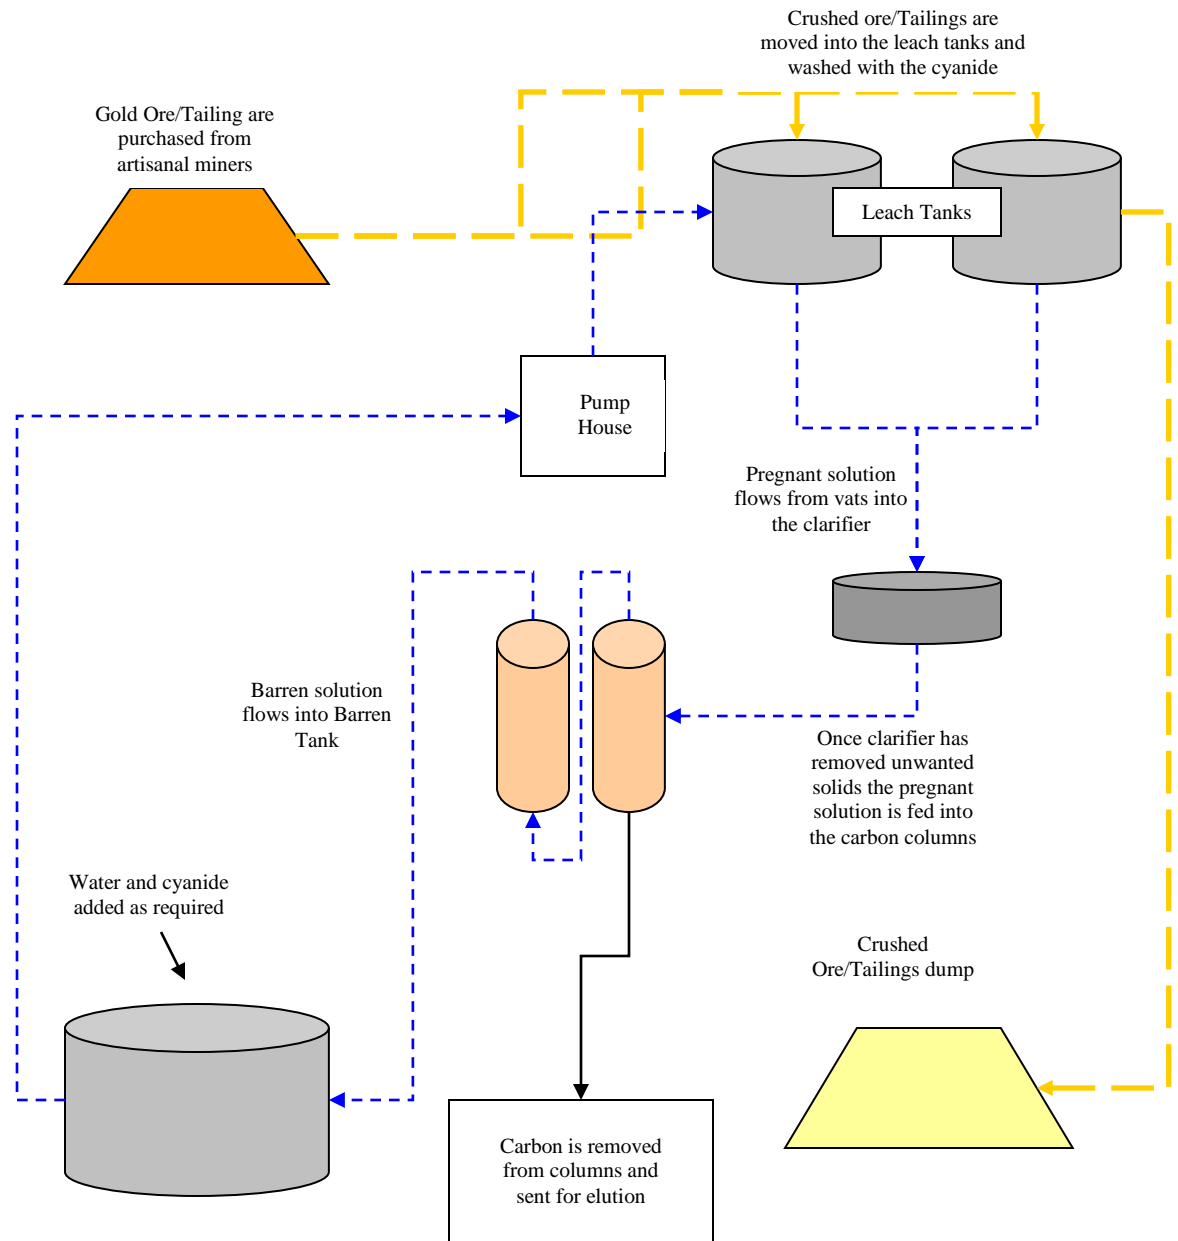 Crushed ore/Tailings are
moved into the leach tanks and
washed with the cyanide
Gold Ore/Tailing are
purchased from
artisanal miners
Leach Tanks
Pump
House
Pregnant solution
flows from vats into
the clarifier
Barren solution
flows into Barren
Tank
Once clarifier has
removed unwanted
solids the pregnant
solution is fed into
the carbon columns
Water and cyanide
added as required
Crushed
Ore/Tailings dump
Carbon is removed
from columns and
sent for elution